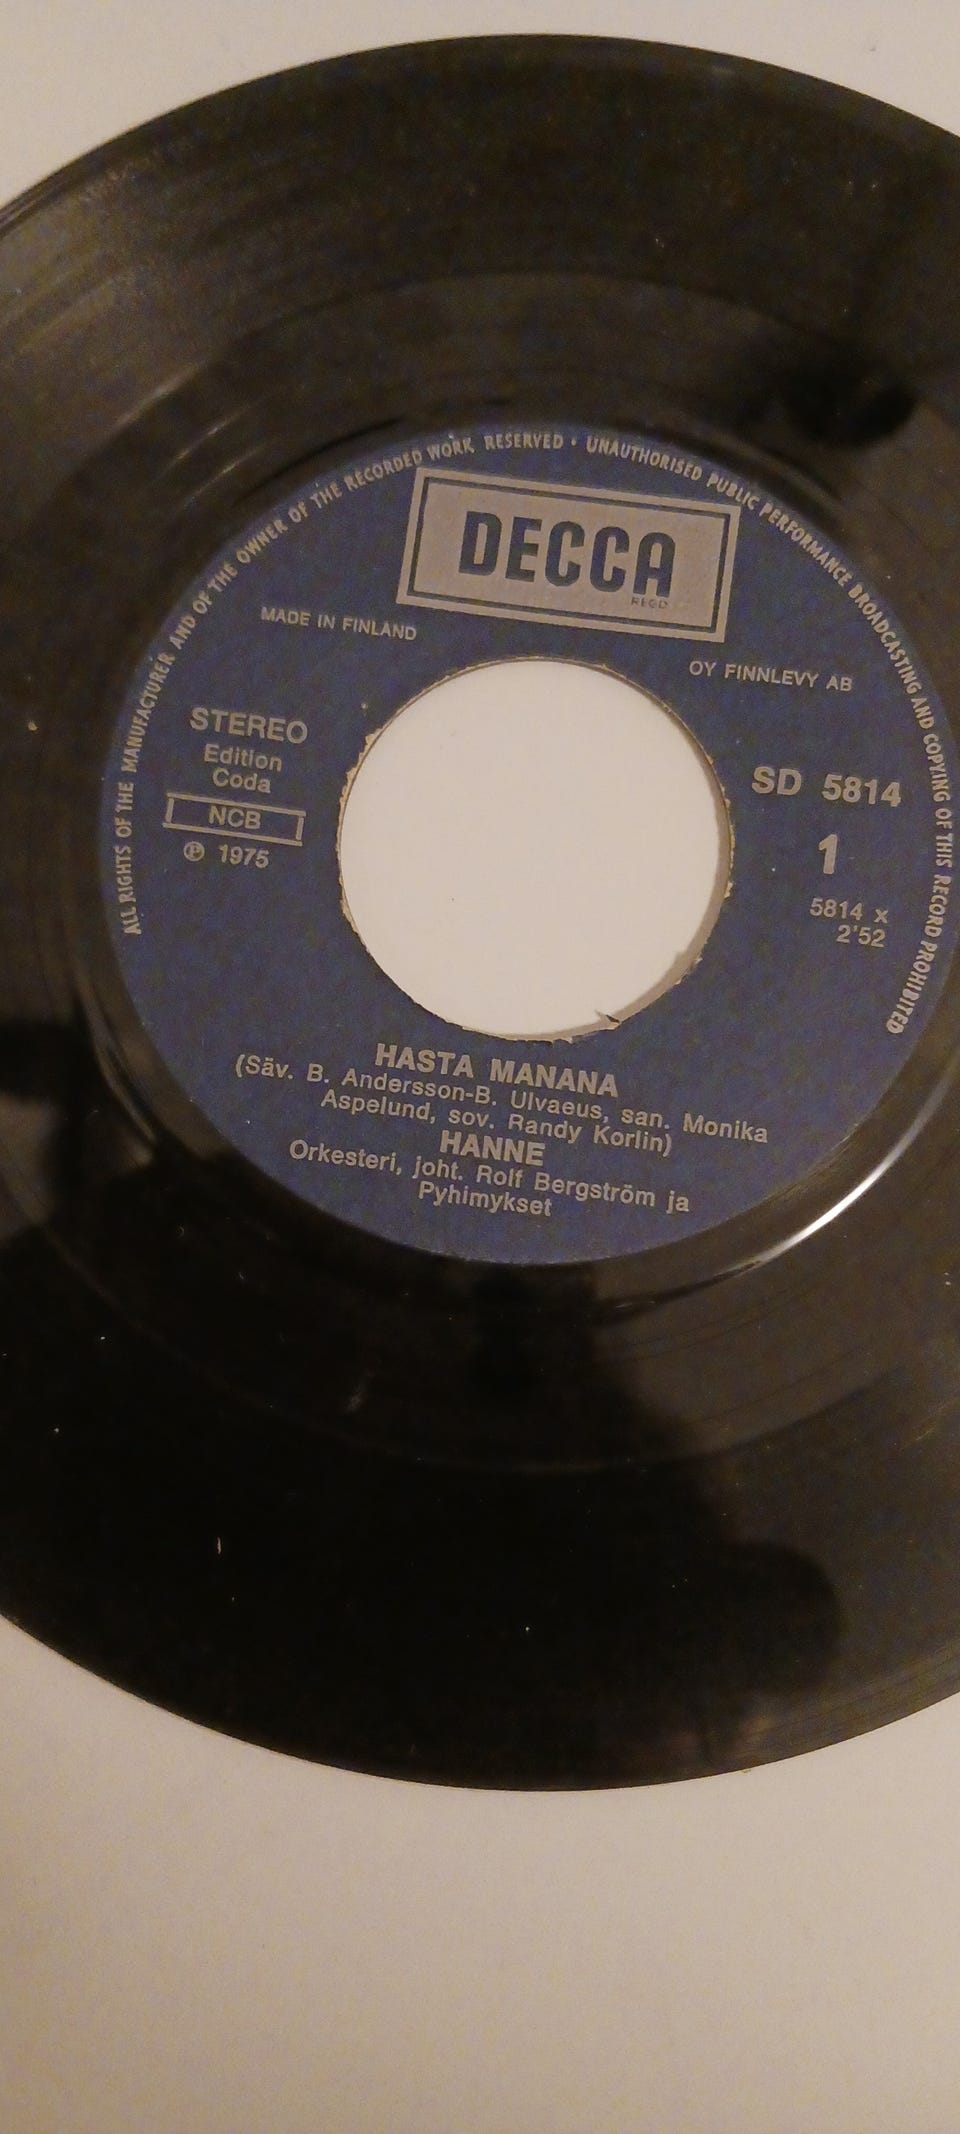 ALL RIGHTS OF THE MANUFACTURER AND OF THE OWNER OF THE RECORDED WORK RESERVED • UNAUTHORISED PUBLIC PERFORMANCE BROADCASTING AND COPYING OF THIS RECORD PROHIBITED
DECCA
REGD
MADE IN FINLAND
OY FINNLEVY AB
STEREO
Edition
Coda
NCB
℗ 1975
SD 5814
1
5814 x
2'52
HASTA MANANA
(Säv. B. Andersson-B. Ulvaeus, san. Monika
Aspelund, sov. Randy Korlin)
HANNE
Orkesteri, joht. Rolf Bergström ja
Pyhimykset